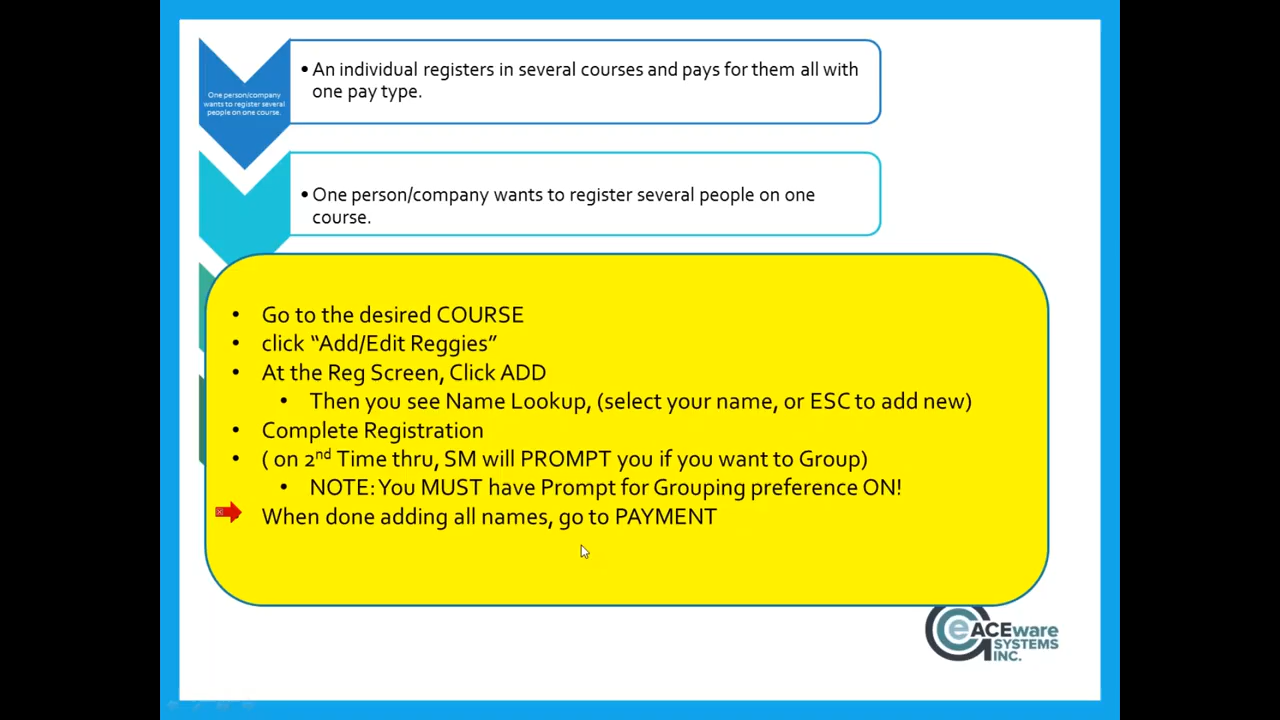 One person/company
wants to register several
people on one course.
• An individual registers in several courses and pays for them all with
one pay type.
• One person/company wants to register several people on one
course.
• Go to the desired COURSE
• click “Add/Edit Reggies”
• At the Reg Screen, Click ADD
• Then you see Name Lookup, (select your name, or ESC to add new)
• Complete Registration
• ( on 2nd Time thru, SM will PROMPT you if you want to Group)
• NOTE: You MUST have Prompt for Grouping preference ON!
When done adding all names, go to PAYMENT
e ACEware
SYSTEMS
INC.